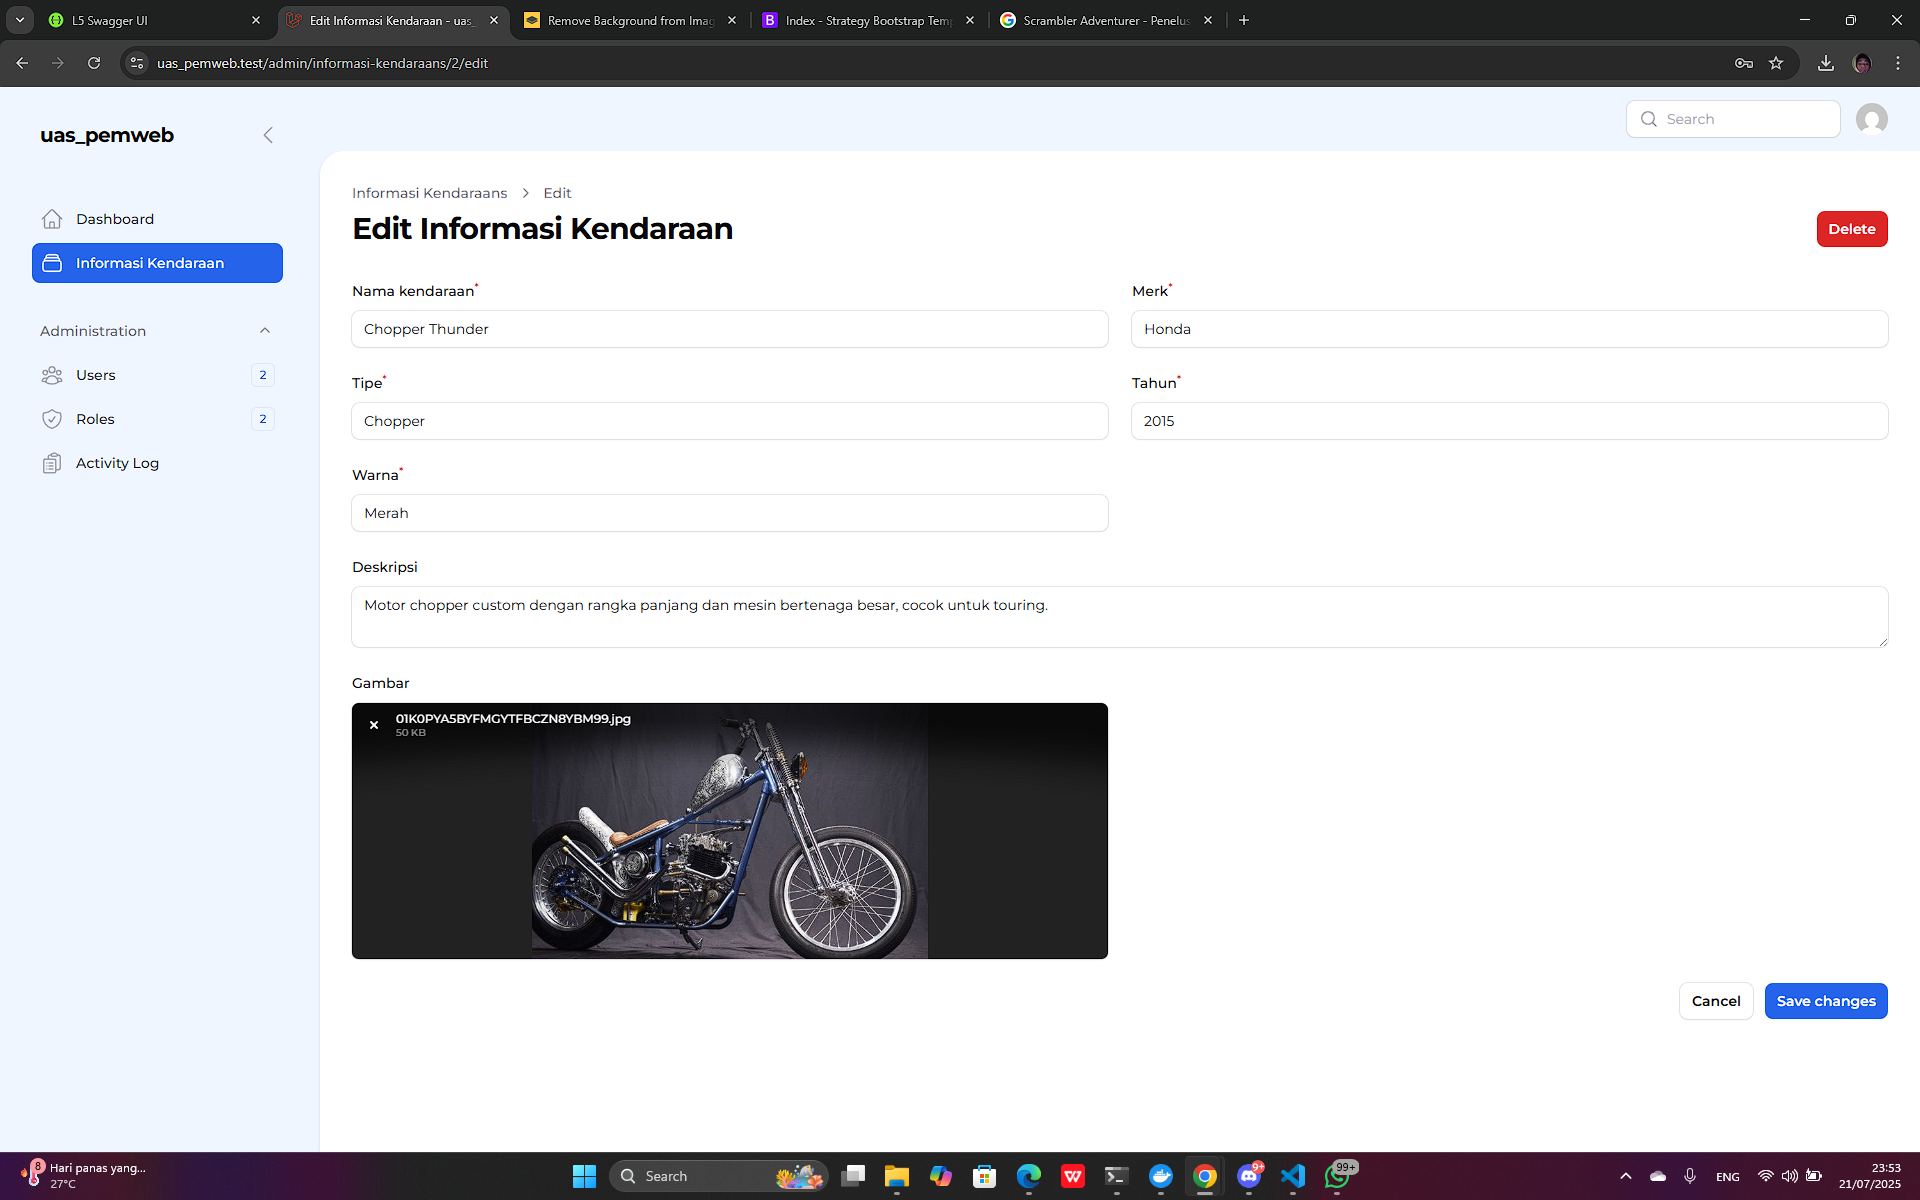 L5 Swagger UI
Edit Informasi Kendaraan - uas_
Remove Background from Imag
Index - Strategy Bootstrap Temp
Scrambler Adventurer - Penelus
uas_pemweb.test/admin/informasi-kendaraans/2/edit
uas_pemweb
Search
Dashboard
Informasi Kendaraan
Administration
Users 2
Roles 2
Activity Log
Informasi Kendaraans > Edit
Edit Informasi Kendaraan
Delete
Nama kendaraan*
Merk*
Chopper Thunder
Honda
Tipe*
Tahun*
Chopper
2015
Warna*
Merah
Deskripsi
Motor chopper custom dengan rangka panjang dan mesin bertenaga besar, cocok untuk touring.
Gambar
01K0PYA5BYFMGYTFBCZN8YBM99.jpg
50 KB
Cancel
Save changes
8
Hari panas yang...
27°C
Search
9+
99+
ENG
23:53
21/07/2025